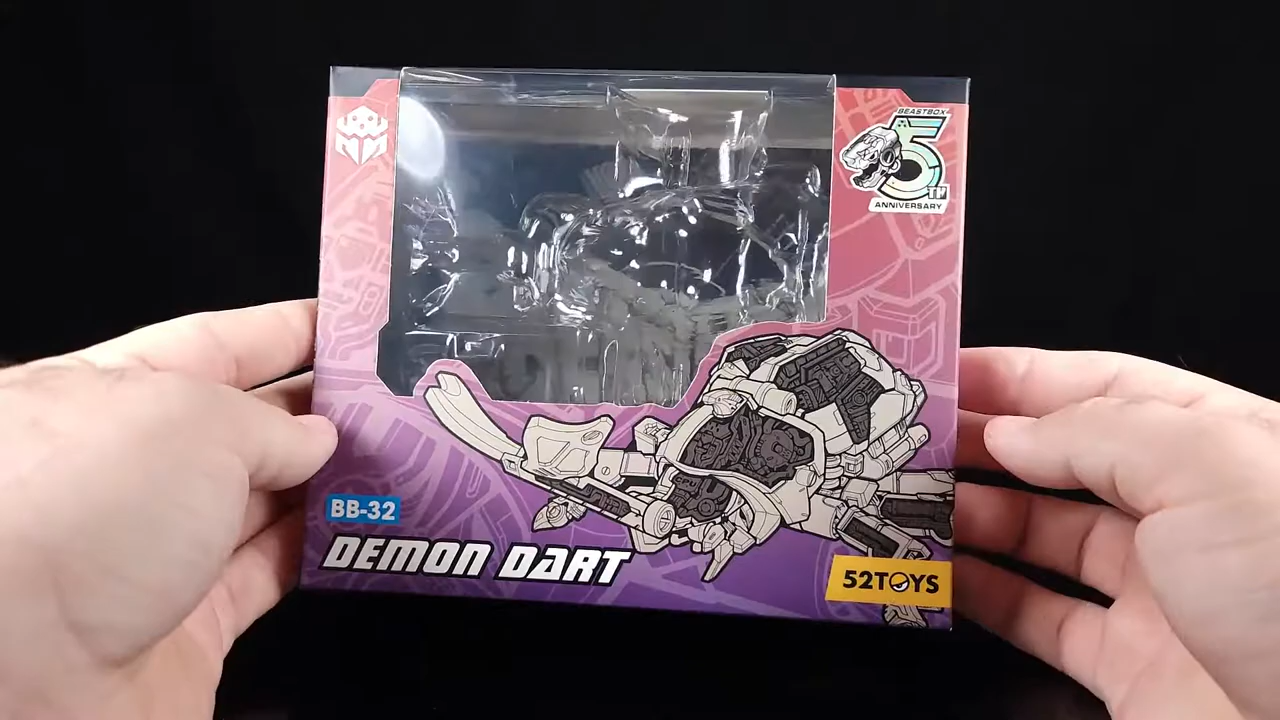 BEASTBOX
5TH
ANNIVERSARY
BB-32
DEMON DART
52TOYS